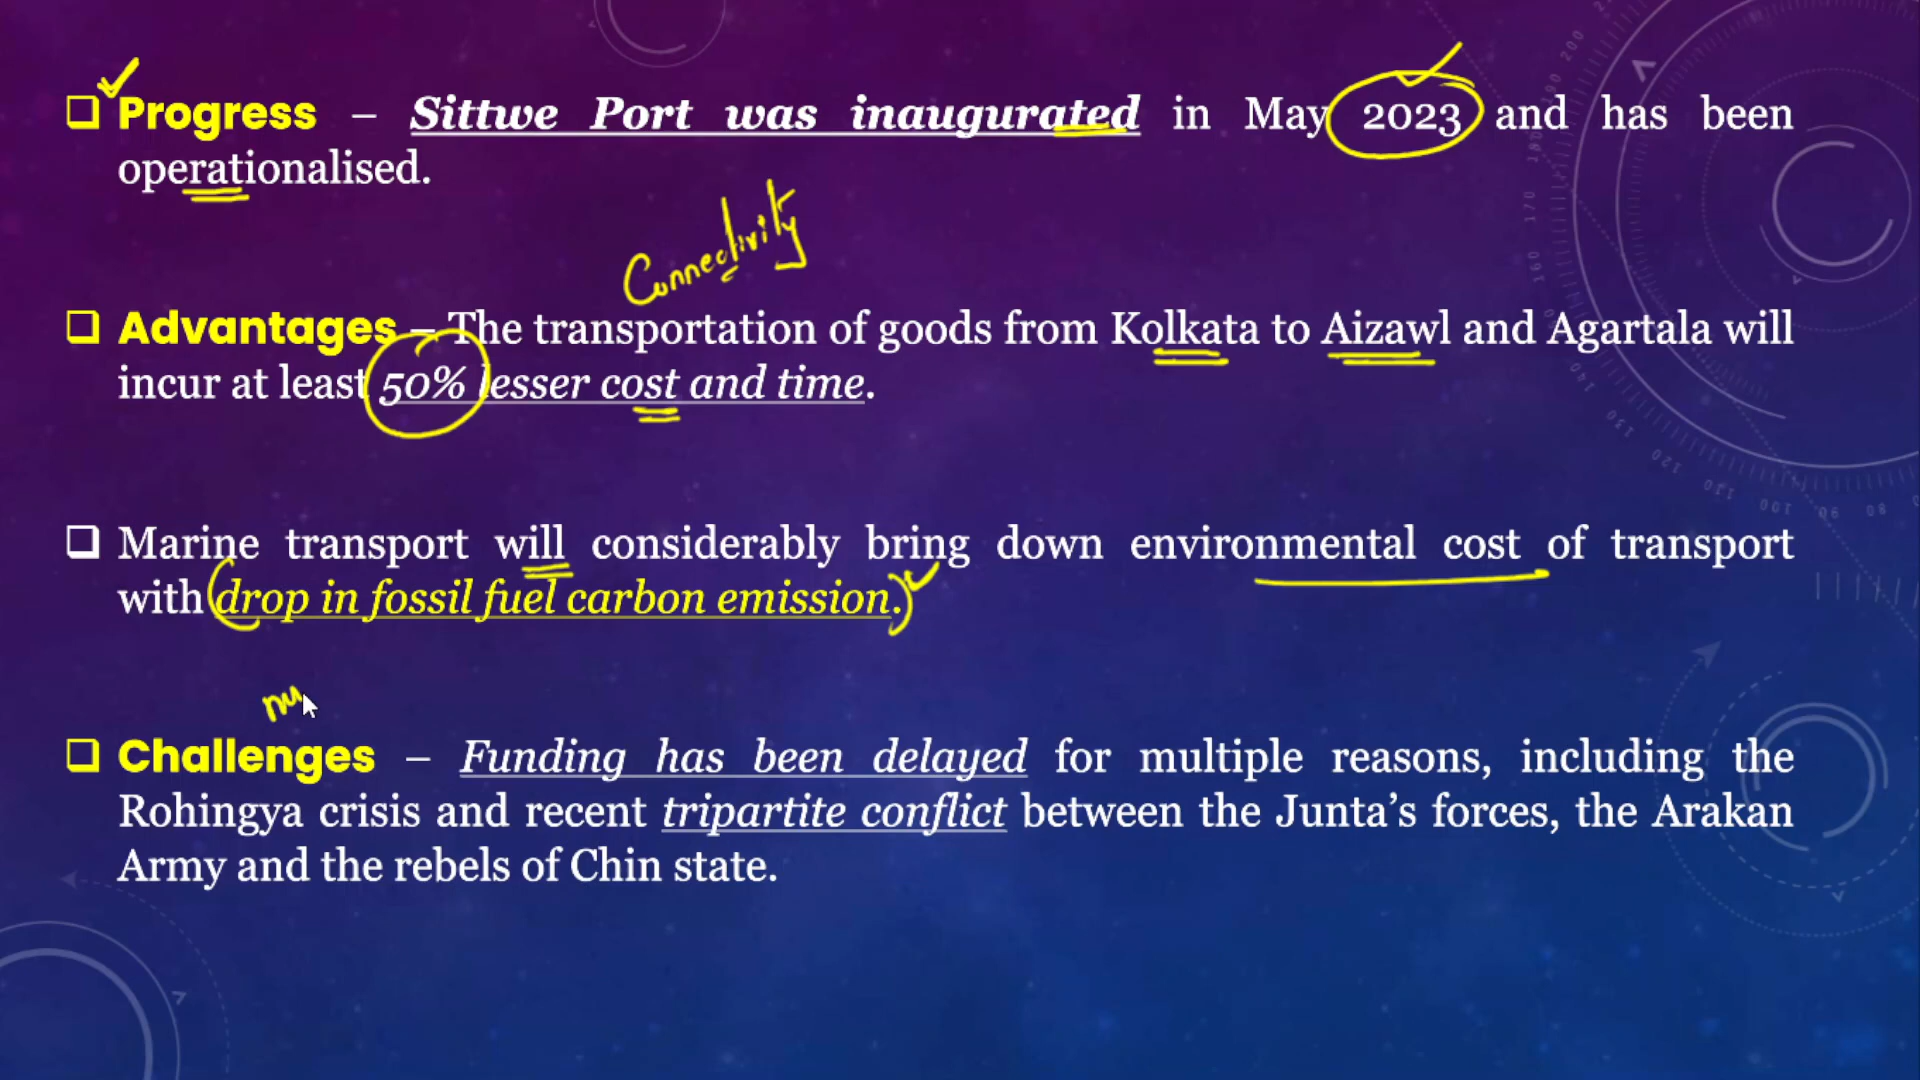 Progress – Sittwe Port was inaugurated in May 2023 and has been
operationalised.
Connectivity
Advantages – The transportation of goods from Kolkata to Aizawl and Agartala will
incur at least 50% lesser cost and time.
Marine transport will considerably bring down environmental cost of transport
with drop in fossil fuel carbon emission.
Challenges – Funding has been delayed for multiple reasons, including the
Rohingya crisis and recent tripartite conflict between the Junta's forces, the Arakan
Army and the rebels of Chin state.